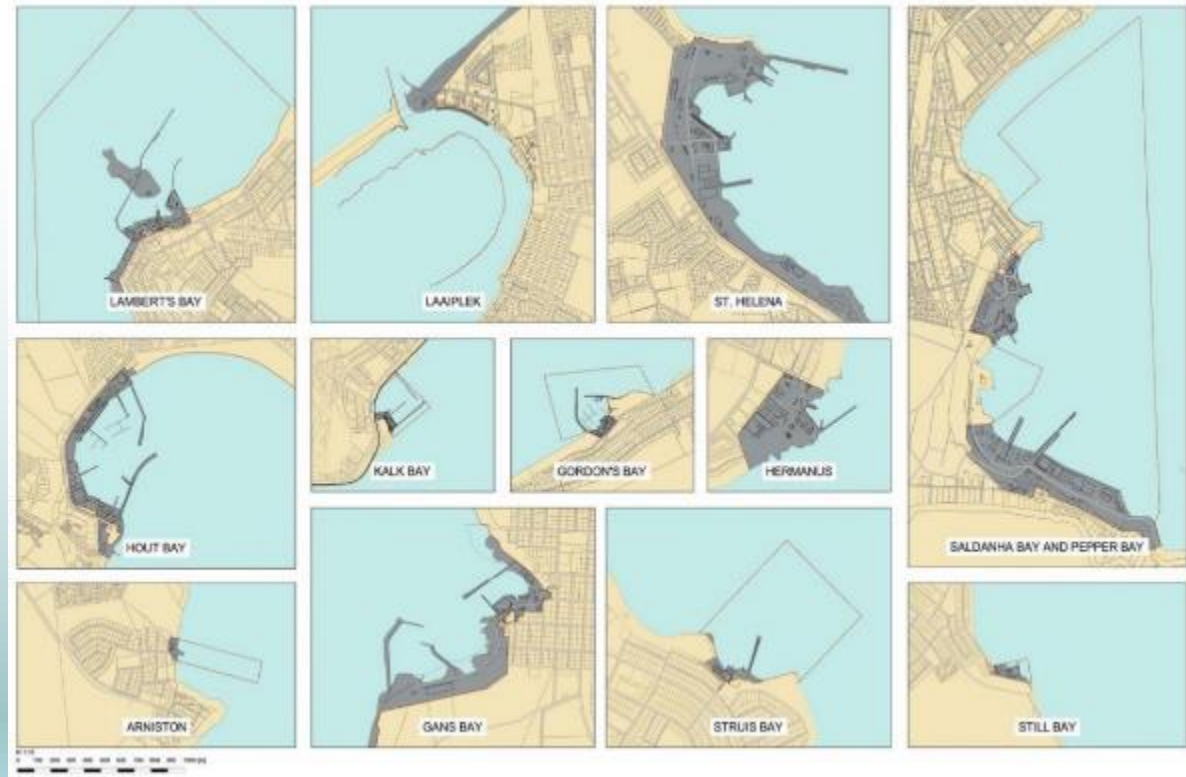 LAMBERT'S BAY
LAAIPLEK
ST. HELENA
SALDANHA BAY AND PEPPER BAY
HOUT BAY
KALK BAY
GORDON'S BAY
HERMANUS
ARNISTON
GANS BAY
STRUIS BAY
STILL BAY